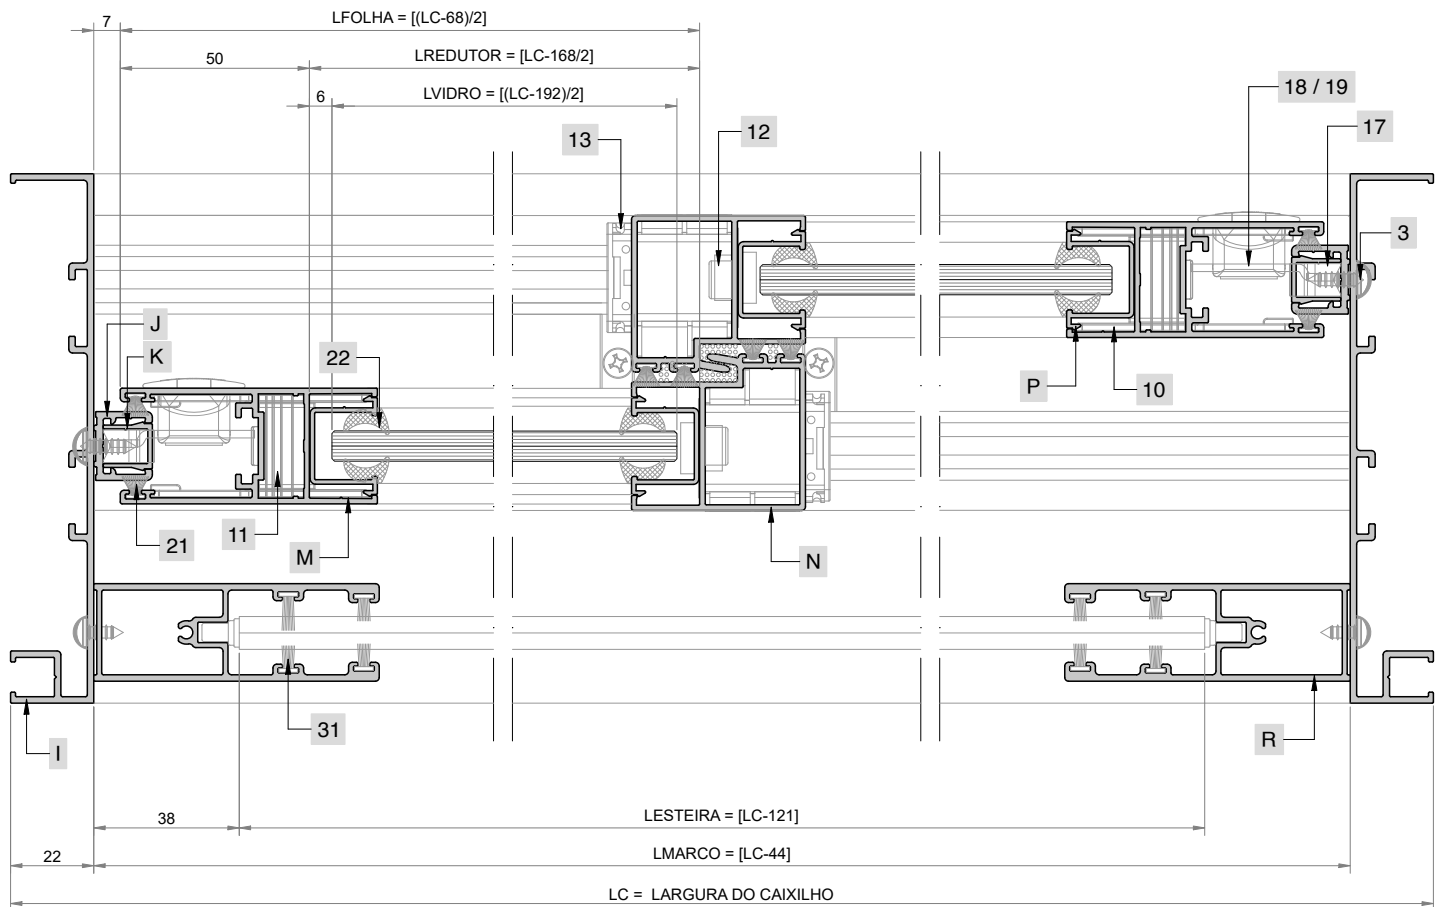 LFOLHA = [(LC-68)/2]
7
50
LREDUTOR = [LC-168/2]
6
LVIDRO = [(LC-192)/2]
18 / 19
12
17
13
3
J
K
22
P
10
21
11
M
N
31
I
R
38
LESTEIRA = [LC-121]
22
LMARCO = [LC-44]
LC = LARGURA DO CAIXILHO